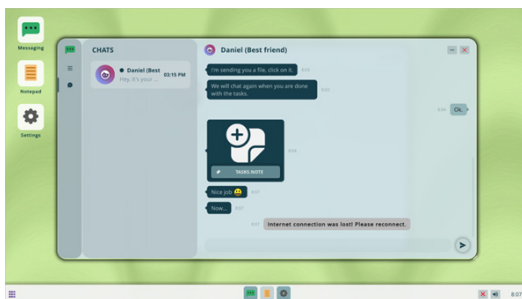 Messaging
Notepad
Settings
CHATS
Daniel (Best
03:15 PM
Hey, it's your ...
Daniel (Best friend)
I'm sending you a file, click on it.
We will chat again when you are done
with the tasks.
Ok.
TASKS.NOTE
Nice job
Now...
Internet connection was lost! Please reconnect.
8:07